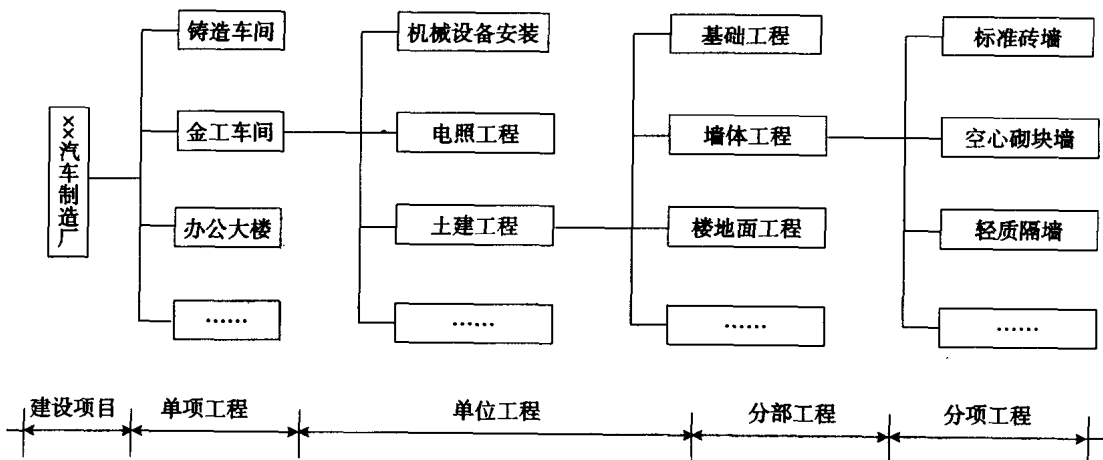 ××汽车制造厂
铸造车间
金工车间
办公大楼
……
机械设备安装
电照工程
土建工程
……
基础工程
墙体工程
楼地面工程
……
标准砖墙
空心砌块墙
轻质隔墙
……
建设项目
单项工程
单位工程
分部工程
分项工程